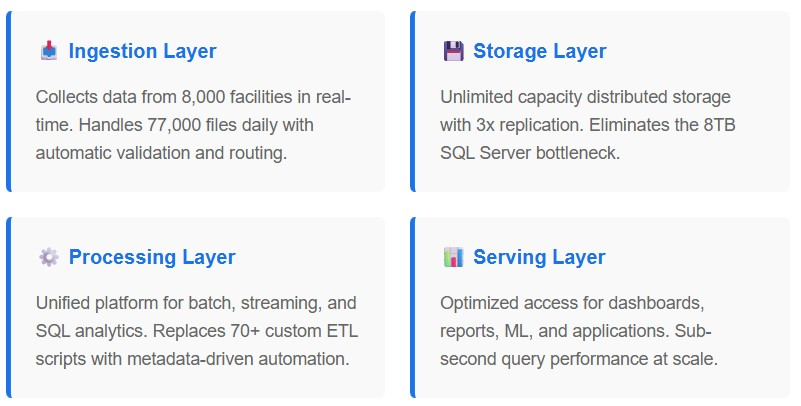 Ingestion Layer
Collects data from 8,000 facilities in real-
time. Handles 77,000 files daily with
automatic validation and routing.
Storage Layer
Unlimited capacity distributed storage
with 3x replication. Eliminates the 8TB
SQL Server bottleneck.
Processing Layer
Unified platform for batch, streaming, and
SQL analytics. Replaces 70+ custom ETL
scripts with metadata-driven automation.
Serving Layer
Optimized access for dashboards,
reports, ML, and applications. Sub-
second query performance at scale.